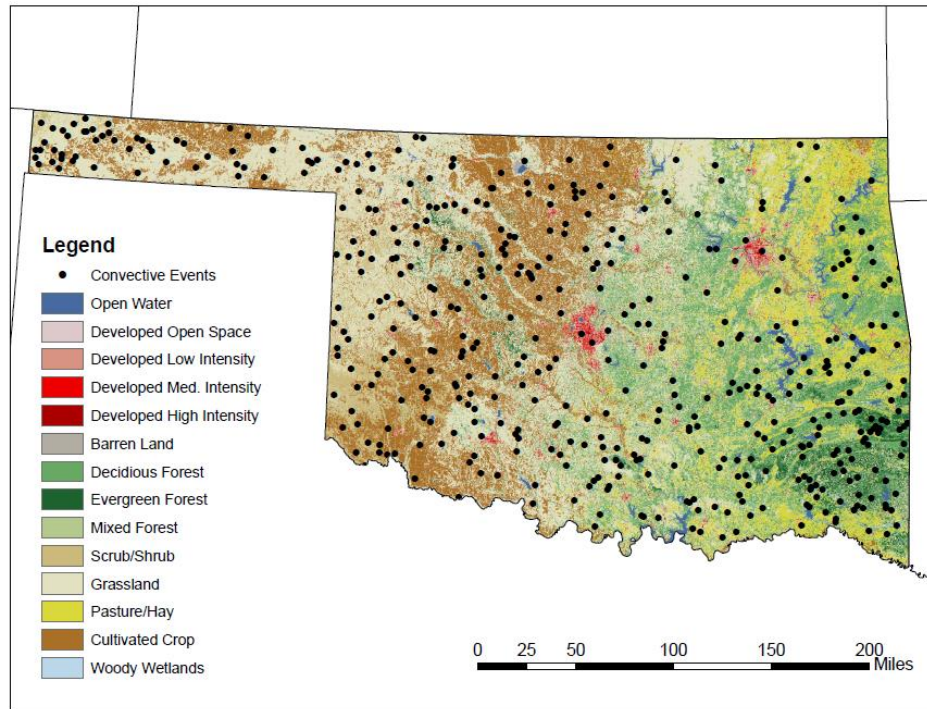 Legend
Convective Events
Open Water
Developed Open Space
Developed Low Intensity
Developed Med. Intensity
Developed High Intensity
Barren Land
Decidious Forest
Evergreen Forest
Mixed Forest
Scrub/Shrub
Grassland
Pasture/Hay
Cultivated Crop
Woody Wetlands
0 25 50 100 150 200
Miles